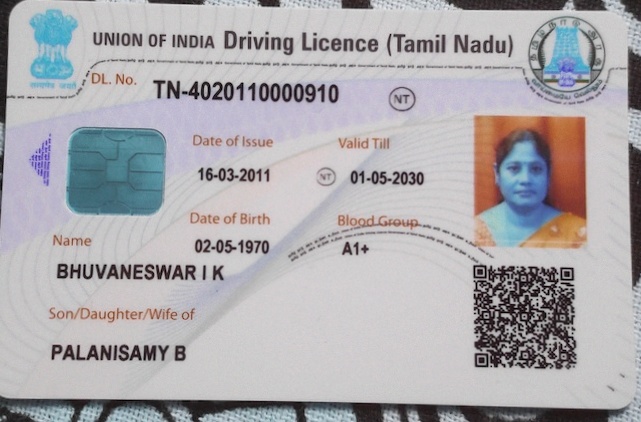 UNION OF INDIA Driving Licence (Tamil Nadu)
DL. No. TN-4020110000910 NT
Date of Issue Valid Till
16-03-2011 NT 01-05-2030
Date of Birth Blood Group
02-05-1970 A1+
Name
BHUVANESWAR I K
Son/Daughter/Wife of
PALANISAMY B